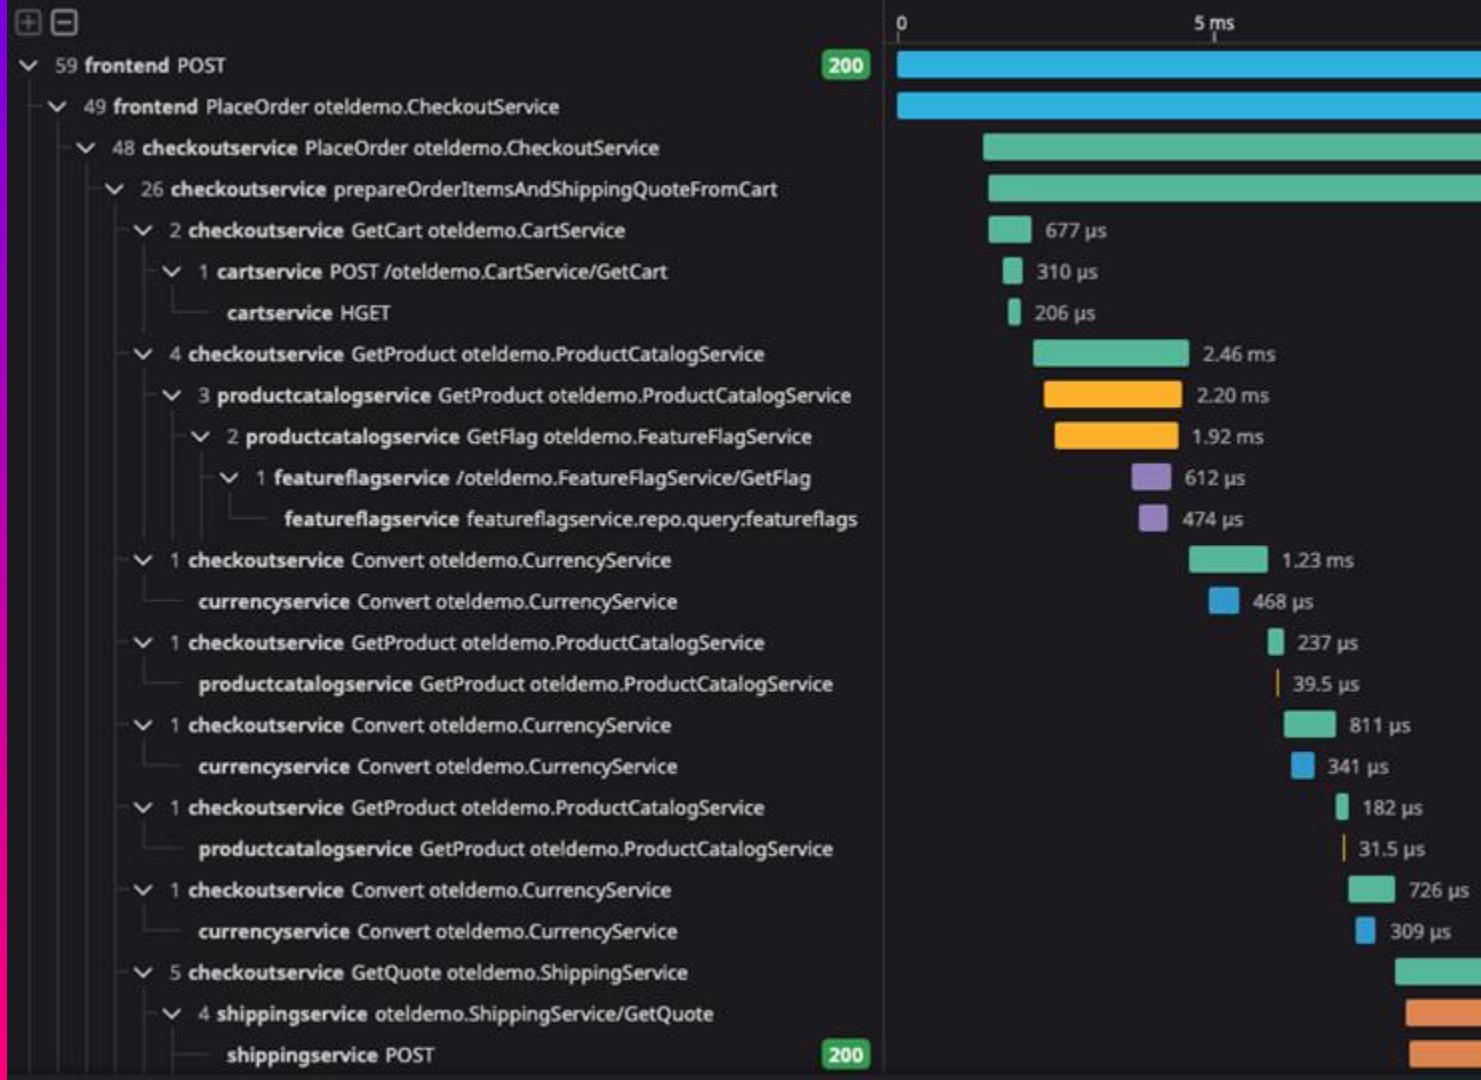 0 5 ms
59 frontend POST 200
49 frontend PlaceOrder oteldemo.CheckoutService
48 checkoutservice PlaceOrder oteldemo.CheckoutService
26 checkoutservice prepareOrderItemsAndShippingQuoteFromCart
2 checkoutservice GetCart oteldemo.CartService 677 µs
1 cartservice POST /oteldemo.CartService/GetCart 310 µs
cartservice HGET 206 µs
4 checkoutservice GetProduct oteldemo.ProductCatalogService 2.46 ms
3 productcatalogservice GetProduct oteldemo.ProductCatalogService 2.20 ms
2 productcatalogservice GetFlag oteldemo.FeatureFlagService 1.92 ms
1 featureflagservice /oteldemo.FeatureFlagService/GetFlag 612 µs
featureflagservice featureflagservice.repo.query:featureflags 474 µs
1 checkoutservice Convert oteldemo.CurrencyService 1.23 ms
currencyservice Convert oteldemo.CurrencyService 468 µs
1 checkoutservice GetProduct oteldemo.ProductCatalogService 237 µs
productcatalogservice GetProduct oteldemo.ProductCatalogService 39.5 µs
1 checkoutservice Convert oteldemo.CurrencyService 811 µs
currencyservice Convert oteldemo.CurrencyService 341 µs
1 checkoutservice GetProduct oteldemo.ProductCatalogService 182 µs
productcatalogservice GetProduct oteldemo.ProductCatalogService 31.5 µs
1 checkoutservice Convert oteldemo.CurrencyService 726 µs
currencyservice Convert oteldemo.CurrencyService 309 µs
5 checkoutservice GetQuote oteldemo.ShippingService
4 shippingservice oteldemo.ShippingService/GetQuote
shippingservice POST 200